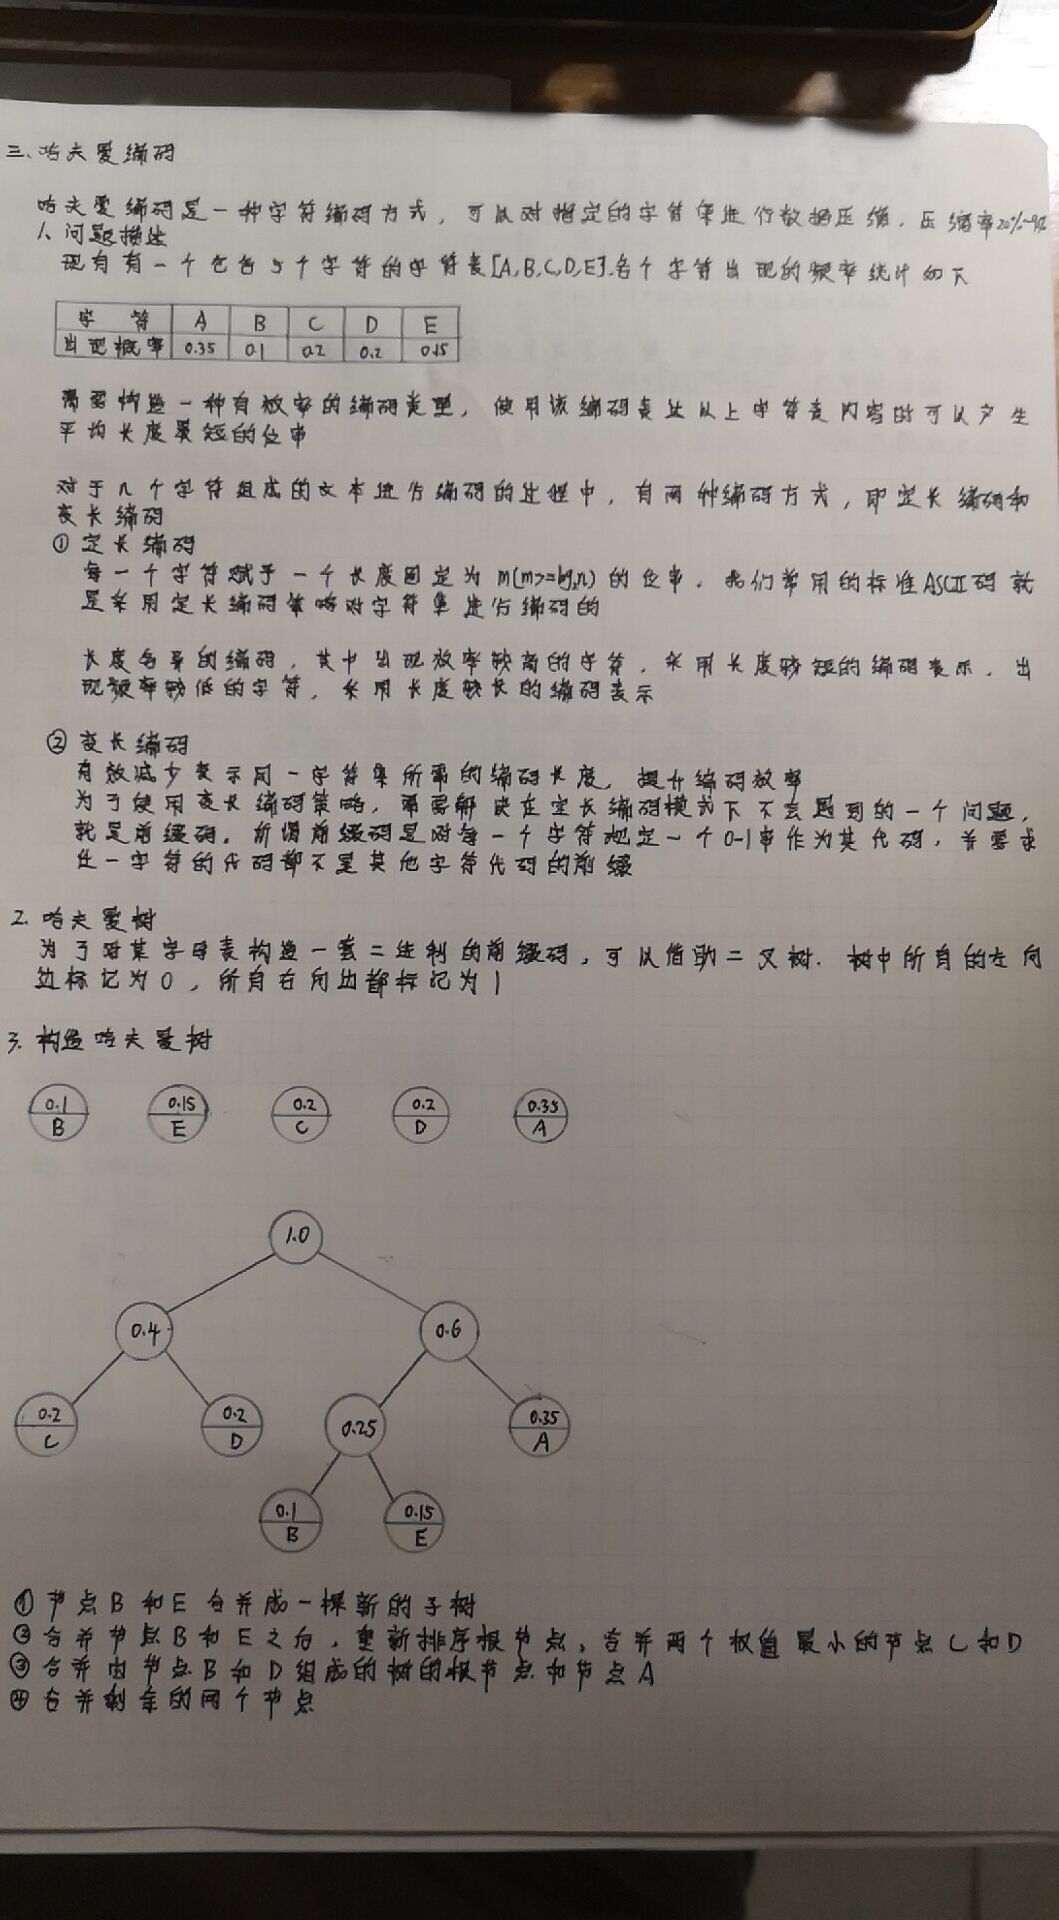 三、哈夫曼编码
哈夫曼编码是一种字符编码方式，可以对指定的字符集进行数据压缩，压缩率20%~90%
1. 问题描述
现有有一个包含5个字符的字符表[A,B,C,D,E].各个字符出现的频率统计如下
字符 A B C D E
出现概率 0.35 0.1 0.2 0.2 0.15
需要构造一种有效率的编码类型，使用该编码表达以上字符表内容时可以产生
平均长度最短的位串
对于n个字符组成的文本进行编码的过程中，有两种编码方式，即定长编码和
变长编码
① 定长编码
每一个字符赋予一个长度固定为m(m>=log₂n)的位串，我们常用的标准ASCII码就
是采用定长编码策略对字符集进行编码的
长度各异的编码，其中出现效率较高的字符，采用长度较短的编码表示，出
现频率较低的字符，采用长度较长的编码表示
② 变长编码
有效减少表示同一字符集所需的编码长度，提升编码效率
为了使用变长编码策略，需要解决在定长编码模式下不会遇到的一个问题，
就是前缀码。所谓前缀码是对每一个字符规定一个0-1串作为其代码，并要求
任一字符的代码都不是其他字符代码的前缀
2. 哈夫曼树
为了对某字母表构造一套二进制的前缀码，可以借助二叉树. 树中所有的左向
边标记为0，所有右向边都标记为1
3. 构造哈夫曼树
0.1 0.15 0.2 0.2 0.35
B E C D A
1.0
0.4 0.6
0.2 0.2 0.25 0.35
C D A
0.1 0.15
B E
① 节点B和E合并成一棵新的子树
② 合并节点B和E之后，重新排序根节点，合并两个权值最小的节点C和D
③ 合并由节点B和D组成的树的根节点和节点A
④ 合并剩余的两个节点